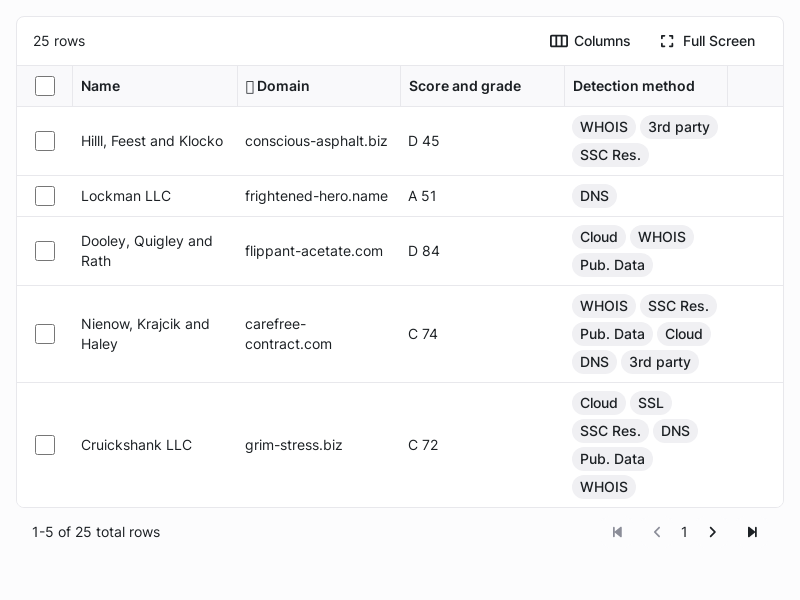 25 rows
Columns
Full Screen
Name
Domain
Score and grade
Detection method
Hilll, Feest and Klocko
conscious-asphalt.biz
D 45
WHOIS
3rd party
SSC Res.
Lockman LLC
frightened-hero.name
A 51
DNS
Dooley, Quigley and
Rath
flippant-acetate.com
D 84
Cloud
WHOIS
Pub. Data
Nienow, Krajcik and
Haley
carefree-
contract.com
C 74
WHOIS
SSC Res.
Pub. Data
Cloud
DNS
3rd party
Cruickshank LLC
grim-stress.biz
C 72
Cloud
SSL
SSC Res.
DNS
Pub. Data
WHOIS
1-5 of 25 total rows
1